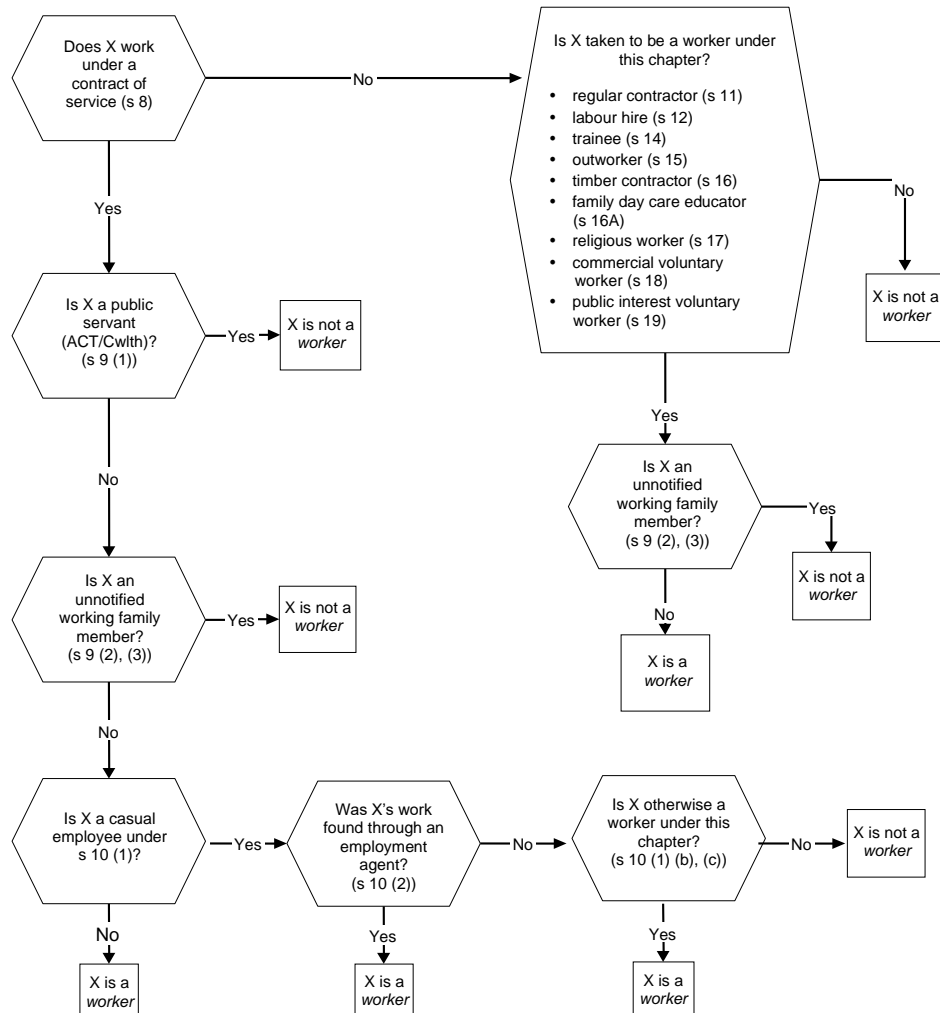 Does X work
under a
contract of
service (s 8)
No
Is X taken to be a worker under
this chapter?
• regular contractor (s 11)
• labour hire (s 12)
• trainee (s 14)
• outworker (s 15)
• timber contractor (s 16)
• family day care educator
(s 16A)
• religious worker (s 17)
• commercial voluntary
worker (s 18)
• public interest voluntary
worker (s 19)
No
X is not a
worker
Yes
Is X a public
servant
(ACT/Cwlth)?
(s 9 (1))
Yes
X is not a
worker
Yes
Is X an
unnotified
working family
member?
(s 9 (2), (3))
Yes
X is not a
worker
No
X is a
worker
No
Is X an
unnotified
working family
member?
(s 9 (2), (3))
Yes
X is not a
worker
No
Is X a casual
employee under
s 10 (1)?
Yes
Was X's work
found through an
employment
agent?
(s 10 (2))
No
Is X otherwise a
worker under this
chapter?
(s 10 (1) (b), (c))
No
X is not a
worker
No
X is a
worker
Yes
X is a
worker
Yes
X is a
worker